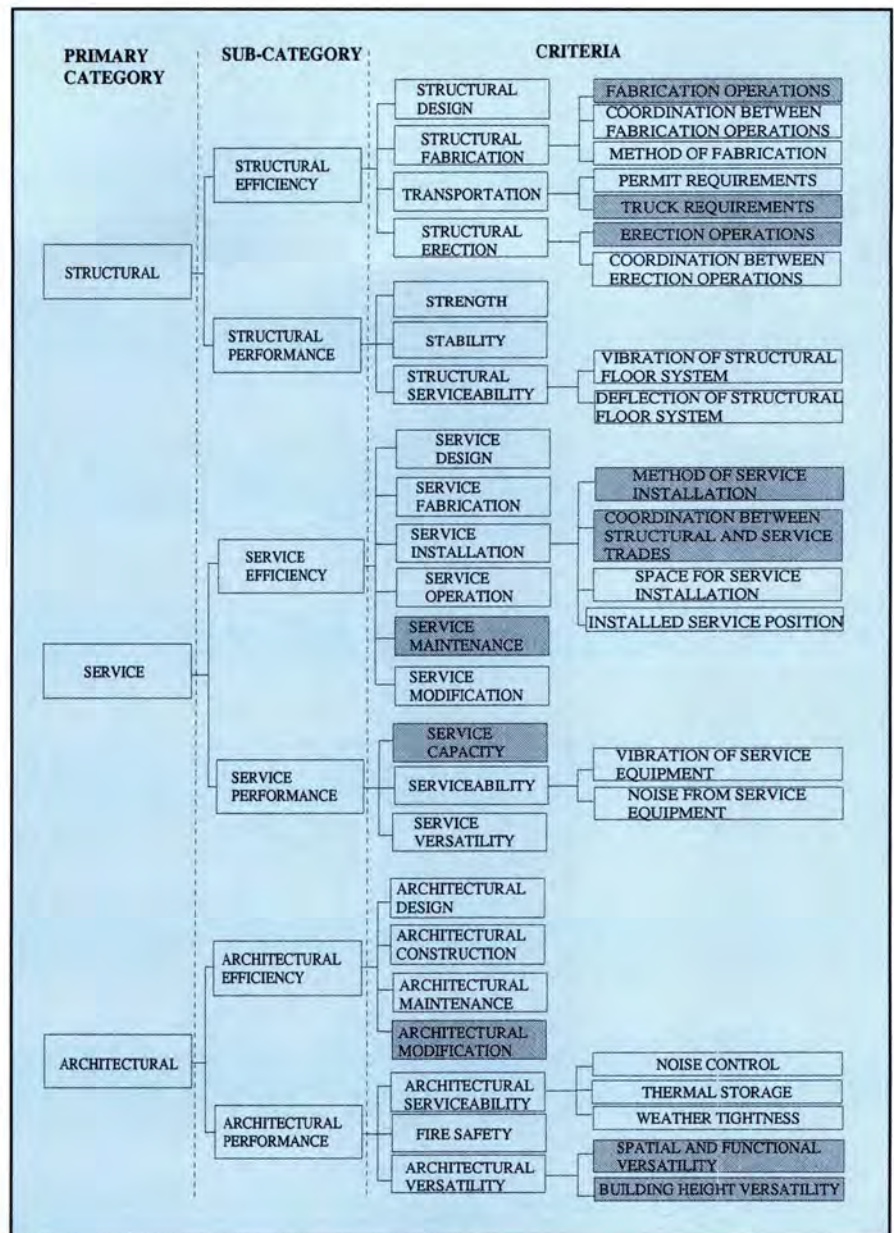 PRIMARY
CATEGORY
SUB-CATEGORY
CRITERIA
STRUCTURAL
STRUCTURAL
EFFICIENCY
STRUCTURAL
DESIGN
STRUCTURAL
FABRICATION
FABRICATION OPERATIONS
COORDINATION BETWEEN
FABRICATION OPERATIONS
METHOD OF FABRICATION
TRANSPORTATION
PERMIT REQUIREMENTS
TRUCK REQUIREMENTS
STRUCTURAL
ERECTION
ERECTION OPERATIONS
COORDINATION BETWEEN
ERECTION OPERATIONS
STRUCTURAL
PERFORMANCE
STRENGTH
STABILITY
STRUCTURAL
SERVICEABILITY
VIBRATION OF STRUCTURAL
FLOOR SYSTEM
DEFLECTION OF STRUCTURAL
FLOOR SYSTEM
SERVICE
SERVICE
EFFICIENCY
SERVICE
DESIGN
SERVICE
FABRICATION
SERVICE
INSTALLATION
METHOD OF SERVICE
INSTALLATION
COORDINATION BETWEEN
STRUCTURAL AND SERVICE
TRADES
SPACE FOR SERVICE
INSTALLATION
INSTALLED SERVICE POSITION
SERVICE
OPERATION
SERVICE
MAINTENANCE
SERVICE
MODIFICATION
SERVICE
PERFORMANCE
SERVICE
CAPACITY
SERVICEABILITY
VIBRATION OF SERVICE
EQUIPMENT
NOISE FROM SERVICE
EQUIPMENT
SERVICE
VERSATILITY
ARCHITECTURAL
ARCHITECTURAL
EFFICIENCY
ARCHITECTURAL
DESIGN
ARCHITECTURAL
CONSTRUCTION
ARCHITECTURAL
MAINTENANCE
ARCHITECTURAL
MODIFICATION
ARCHITECTURAL
PERFORMANCE
ARCHITECTURAL
SERVICEABILITY
NOISE CONTROL
THERMAL STORAGE
WEATHER TIGHTNESS
FIRE SAFETY
ARCHITECTURAL
VERSATILITY
SPATIAL AND FUNCTIONAL
VERSATILITY
BUILDING HEIGHT VERSATILITY